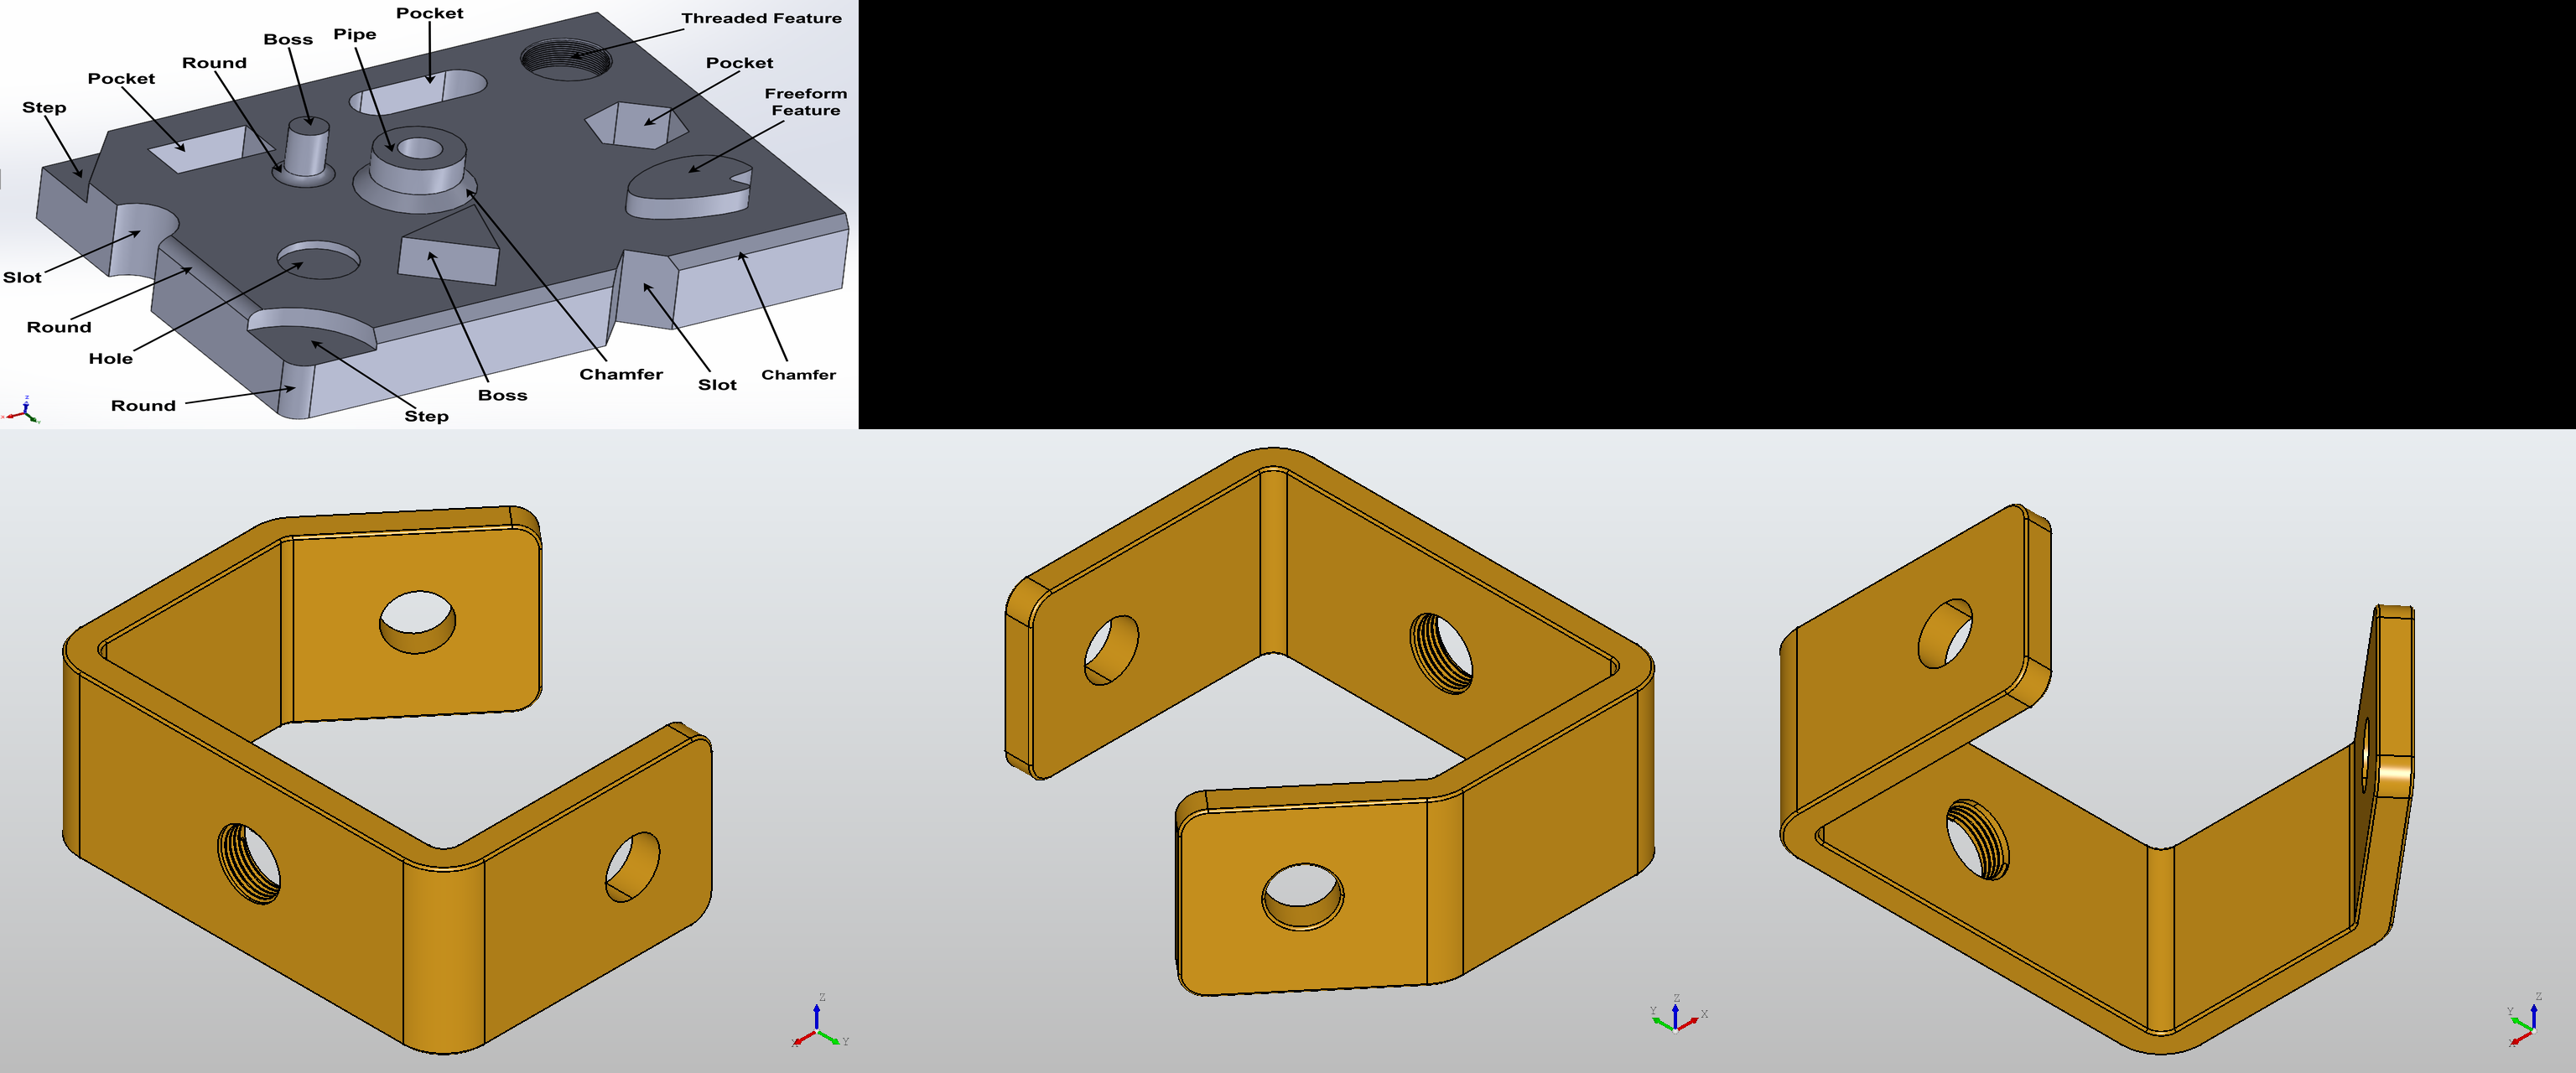 Pocket
Threaded Feature
Boss
Pipe
Round
Pocket
Pocket
Freeform
Feature
Step
Slot
Round
Hole
Chamfer
Chamfer
Slot
Boss
Round
Step
Z
X
Y
Y
Z
X
Y
Z
X